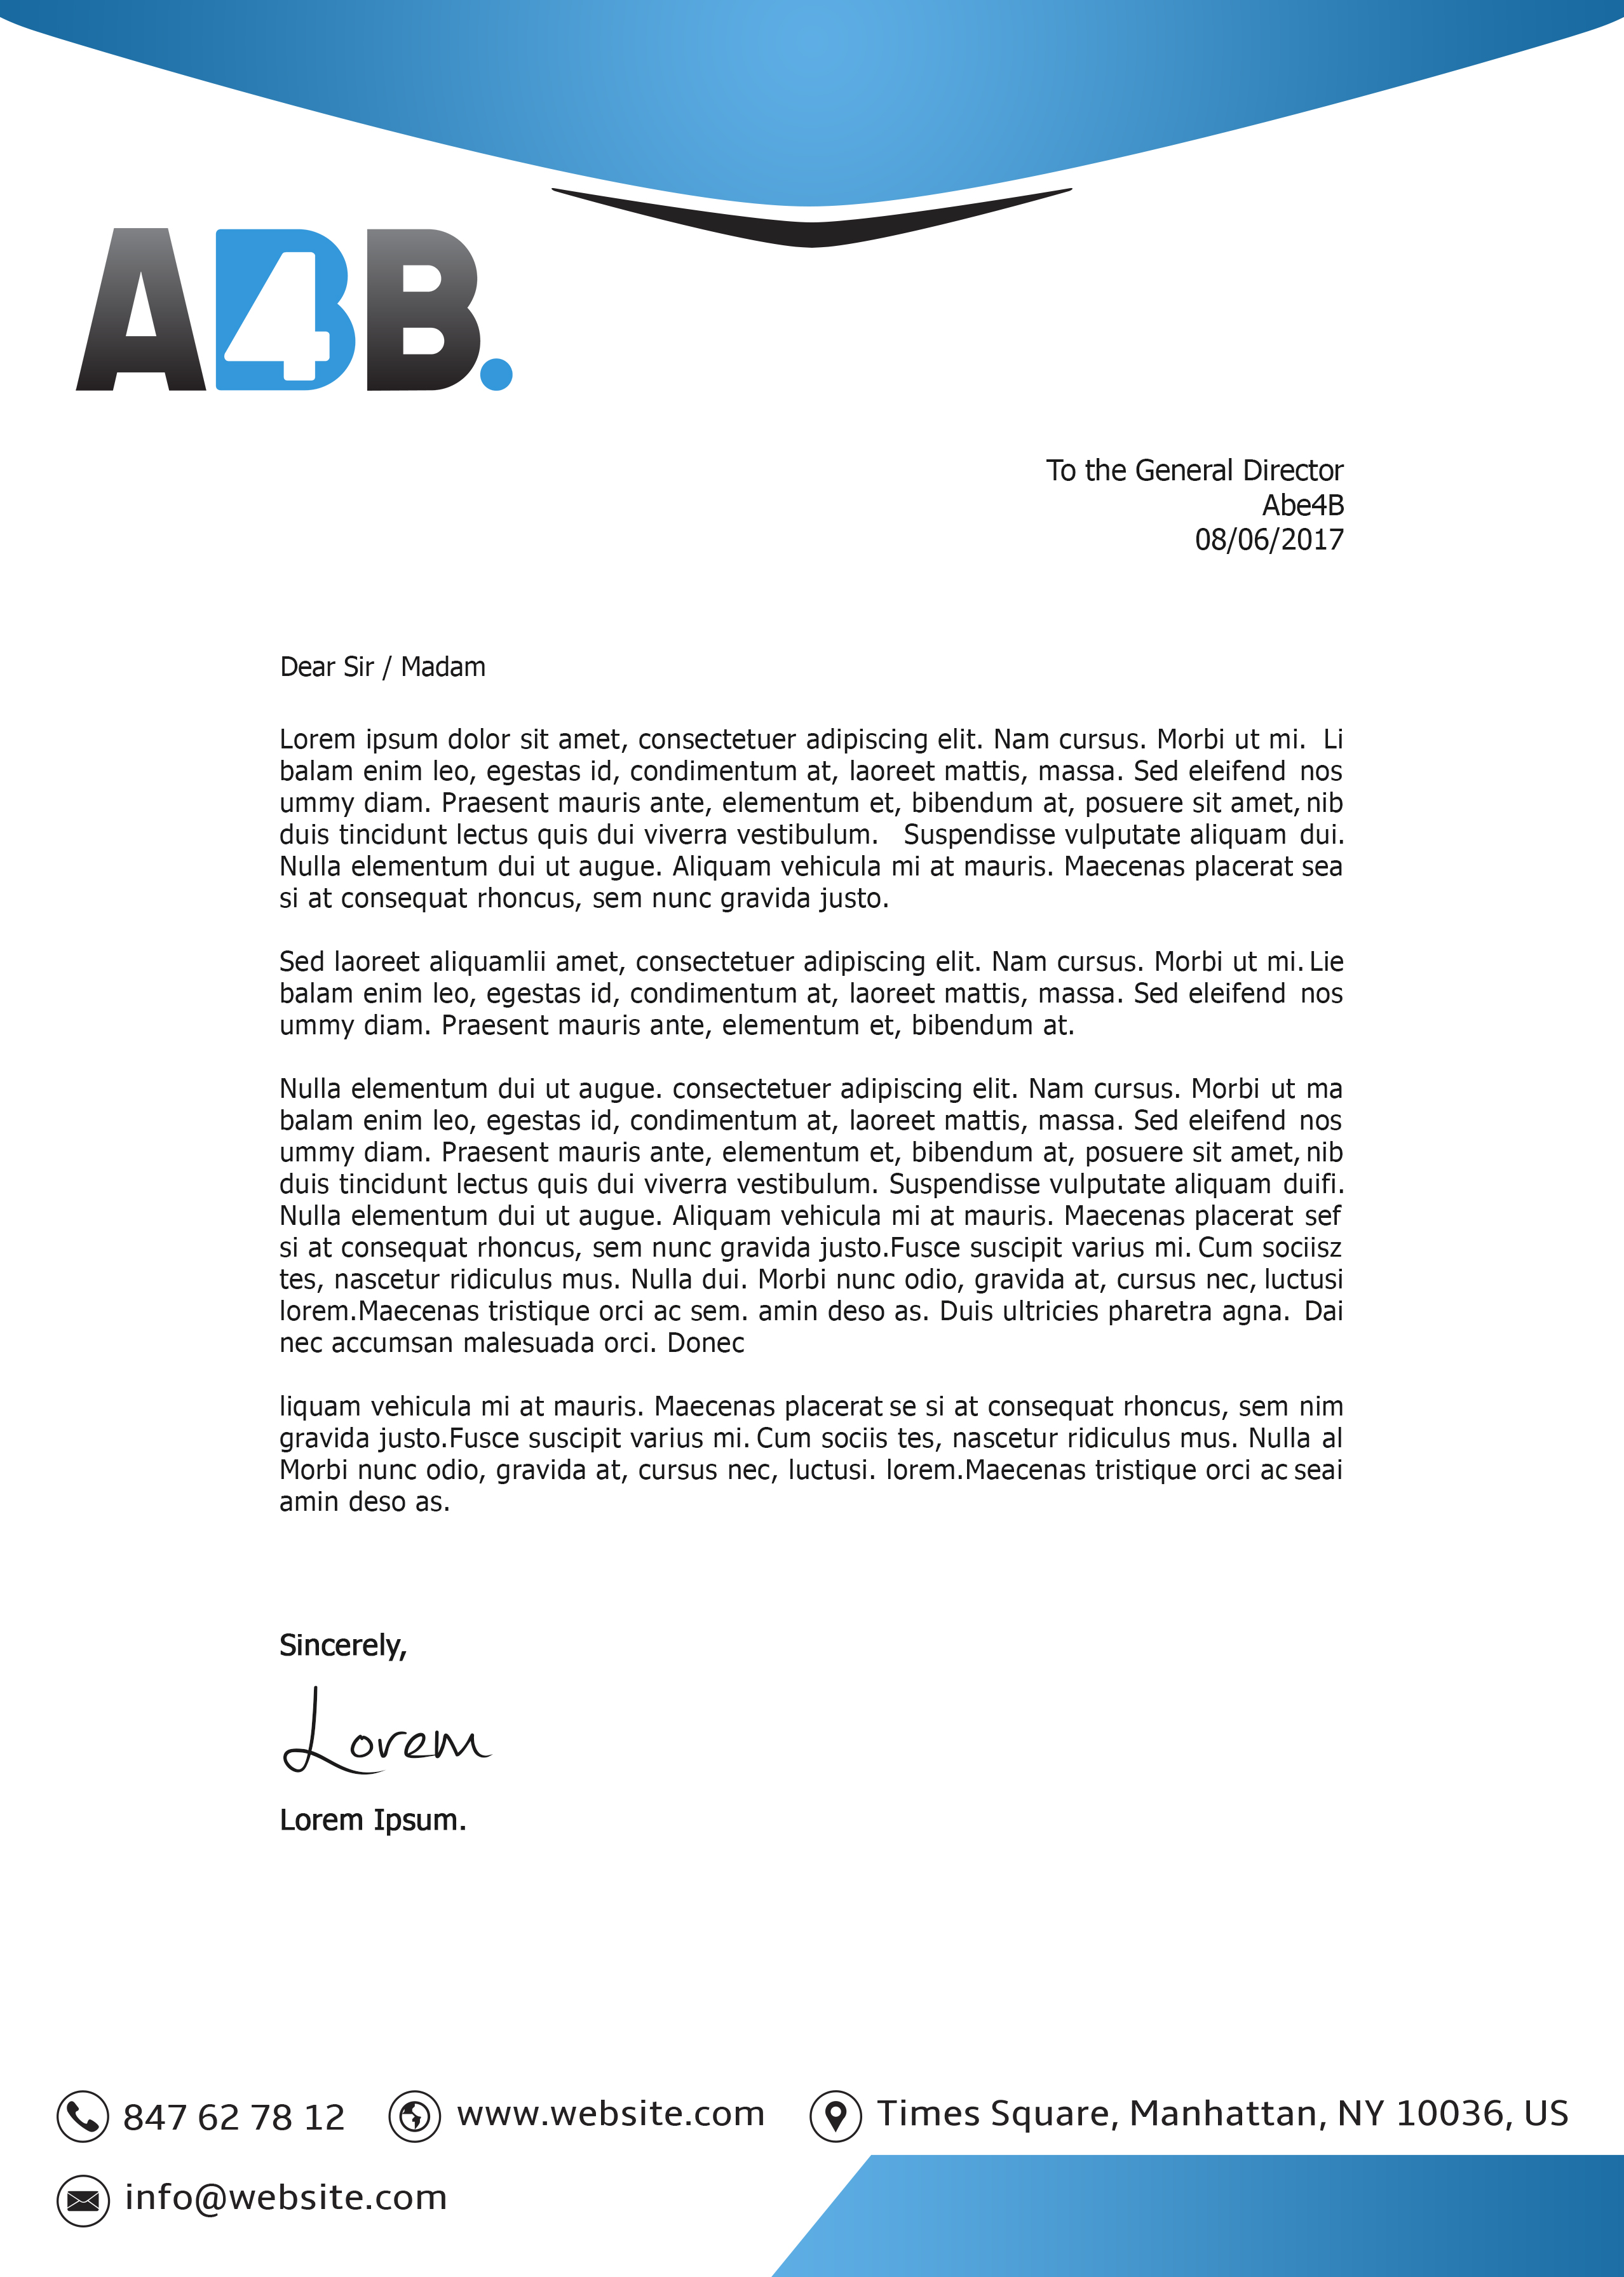 A4B.
To the General Director
Abe4B
08/06/2017
Dear Sir / Madam
Lorem ipsum dolor sit amet, consectetuer adipiscing elit. Nam cursus. Morbi ut mi. Li
balam enim leo, egestas id, condimentum at, laoreet mattis, massa. Sed eleifend nos
ummy diam. Praesent mauris ante, elementum et, bibendum at, posuere sit amet, nib
duis tincidunt lectus quis dui viverra vestibulum. Suspendisse vulputate aliquam dui.
Nulla elementum dui ut augue. Aliquam vehicula mi at mauris. Maecenas placerat sea
si at consequat rhoncus, sem nunc gravida justo.
Sed laoreet aliquamlii amet, consectetuer adipiscing elit. Nam cursus. Morbi ut mi. Lie
balam enim leo, egestas id, condimentum at, laoreet mattis, massa. Sed eleifend nos
ummy diam. Praesent mauris ante, elementum et, bibendum at.
Nulla elementum dui ut augue. consectetuer adipiscing elit. Nam cursus. Morbi ut ma
balam enim leo, egestas id, condimentum at, laoreet mattis, massa. Sed eleifend nos
ummy diam. Praesent mauris ante, elementum et, bibendum at, posuere sit amet, nib
duis tincidunt lectus quis dui viverra vestibulum. Suspendisse vulputate aliquam duifi.
Nulla elementum dui ut augue. Aliquam vehicula mi at mauris. Maecenas placerat sef
si at consequat rhoncus, sem nunc gravida justo.Fusce suscipit varius mi. Cum sociisz
tes, nascetur ridiculus mus. Nulla dui. Morbi nunc odio, gravida at, cursus nec, luctusi
lorem.Maecenas tristique orci ac sem. amin deso as. Duis ultricies pharetra agna. Dai
nec accumsan malesuada orci. Donec
liquam vehicula mi at mauris. Maecenas placerat se si at consequat rhoncus, sem nim
gravida justo.Fusce suscipit varius mi. Cum sociis tes, nascetur ridiculus mus. Nulla al
Morbi nunc odio, gravida at, cursus nec, luctusi. lorem.Maecenas tristique orci ac seai
amin deso as.
Sincerely,
Lorem
Lorem Ipsum.
847 62 78 12 www.website.com Times Square, Manhattan, NY 10036, US
info@website.com